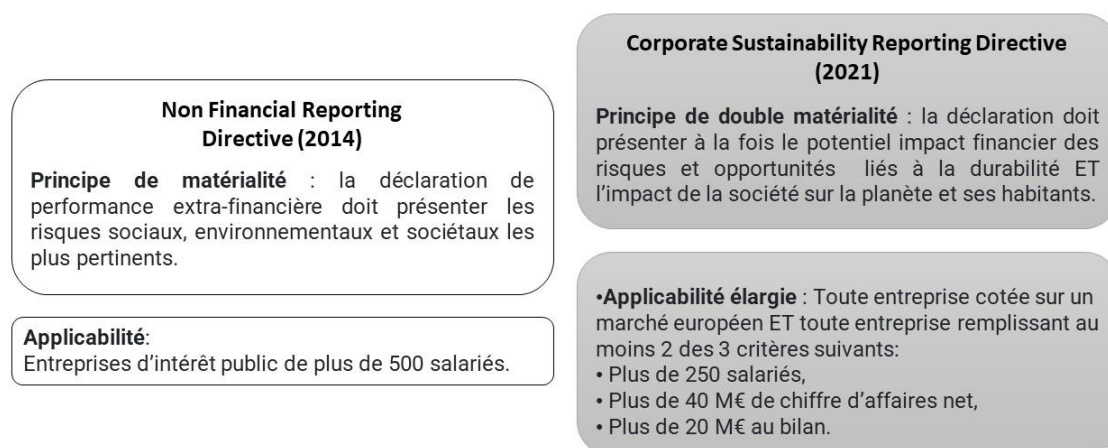 Non Financial Reporting
Directive (2014)
Principe de matérialité : la déclaration de
performance extra-financière doit présenter les
risques sociaux, environnementaux et sociétaux les
plus pertinents.
Applicabilité:
Entreprises d’intérêt public de plus de 500 salariés.
Corporate Sustainability Reporting Directive
(2021)
Principe de double matérialité : la déclaration doit
présenter à la fois le potentiel impact financier des
risques et opportunités liés à la durabilité ET
l’impact de la société sur la planète et ses habitants.
•Applicabilité élargie : Toute entreprise cotée sur un
marché européen ET toute entreprise remplissant au
moins 2 des 3 critères suivants:
• Plus de 250 salariés,
• Plus de 40 M€ de chiffre d’affaires net,
• Plus de 20 M€ au bilan.